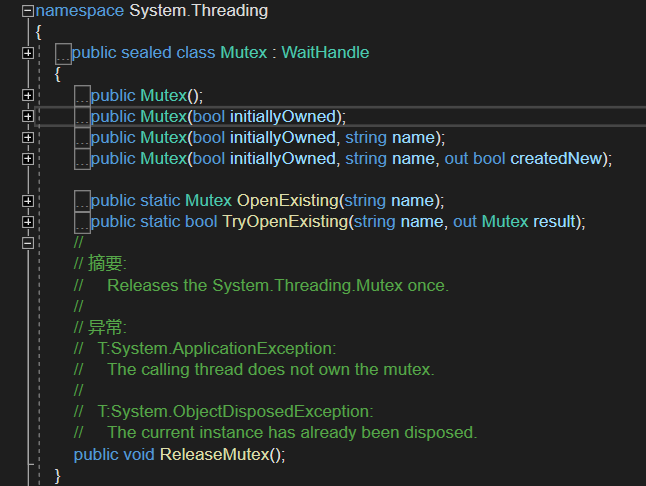 namespace System.Threading
{
...public sealed class Mutex : WaitHandle
{
...public Mutex();
...public Mutex(bool initiallyOwned);
...public Mutex(bool initiallyOwned, string name);
...public Mutex(bool initiallyOwned, string name, out bool createdNew);
...public static Mutex OpenExisting(string name);
...public static bool TryOpenExisting(string name, out Mutex result);
//
// 摘要:
//     Releases the System.Threading.Mutex once.
//
// 异常:
//   T:System.ApplicationException:
//     The calling thread does not own the mutex.
//
//   T:System.ObjectDisposedException:
//     The current instance has already been disposed.
public void ReleaseMutex();
}